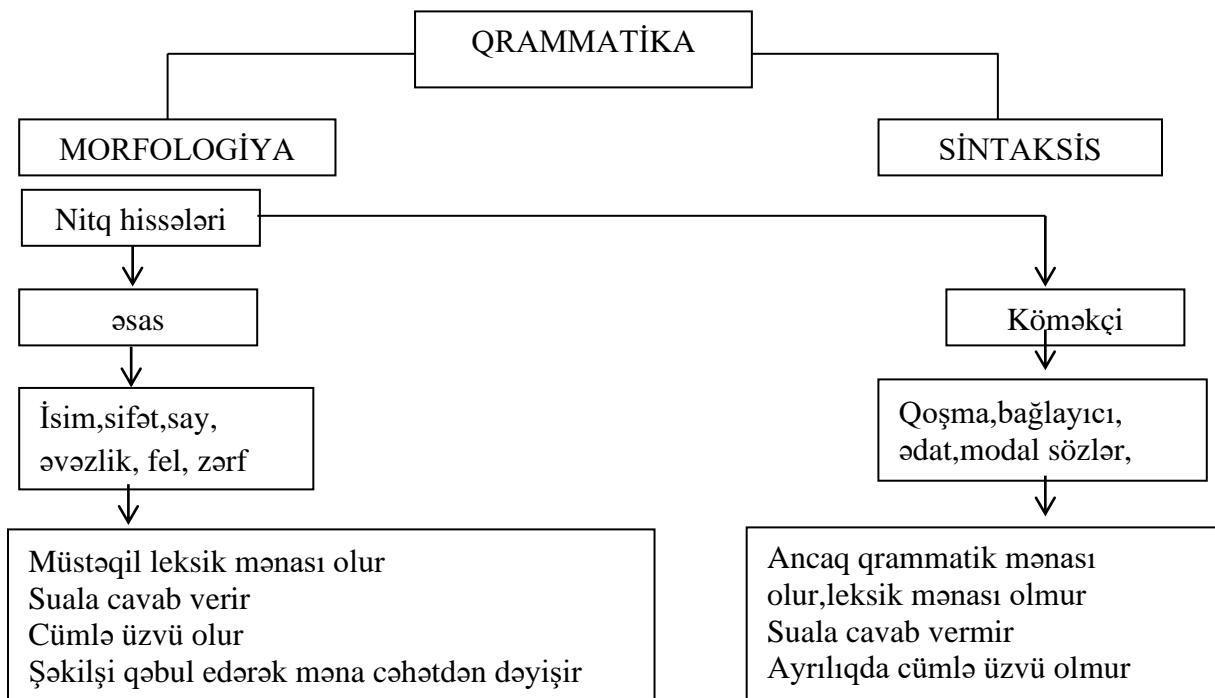 QRAMMATİKA
MORFOLOGİYA
SİNTAKSİS
Nitq hissələri
əsas
Köməkçi
İsim,sifət,say,
əvəzlik, fel, zərf
Qoşma,bağlayıcı,
ədat,modal sözlər,
Müstəqil leksik mənası olur
Suala cavab verir
Cümlə üzvü olur
Şəkilşi qəbul edərək məna cəhətdən dəyişir
Ancaq qrammatik mənası
olur,leksik mənası olmur
Suala cavab vermir
Ayrılıqda cümlə üzvü olmur